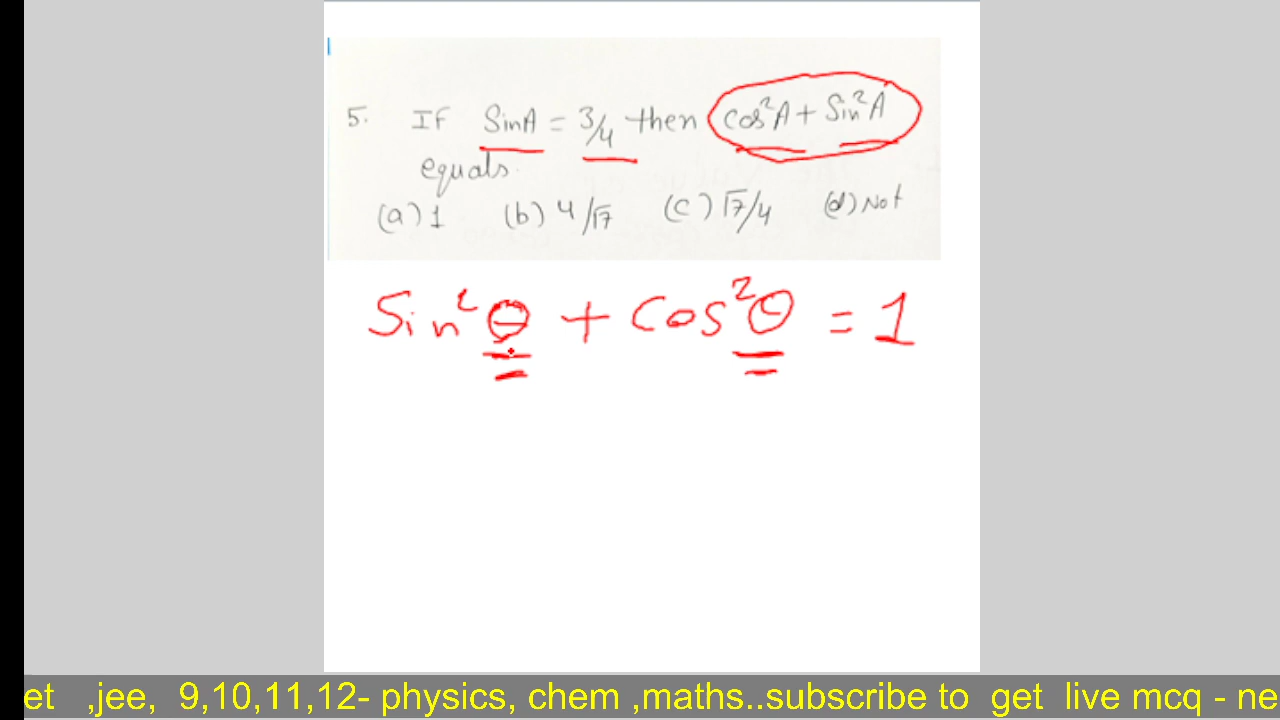 5. If SinA = 3/4 then cos²A + Sin²A
equals.
(a) 1 (b) 4/√7 (c) √7/4 (d) Not
Sin²θ + Cos²θ = 1
et ,jee, 9,10,11,12- physics, chem ,maths..subscribe to get live mcq - ne